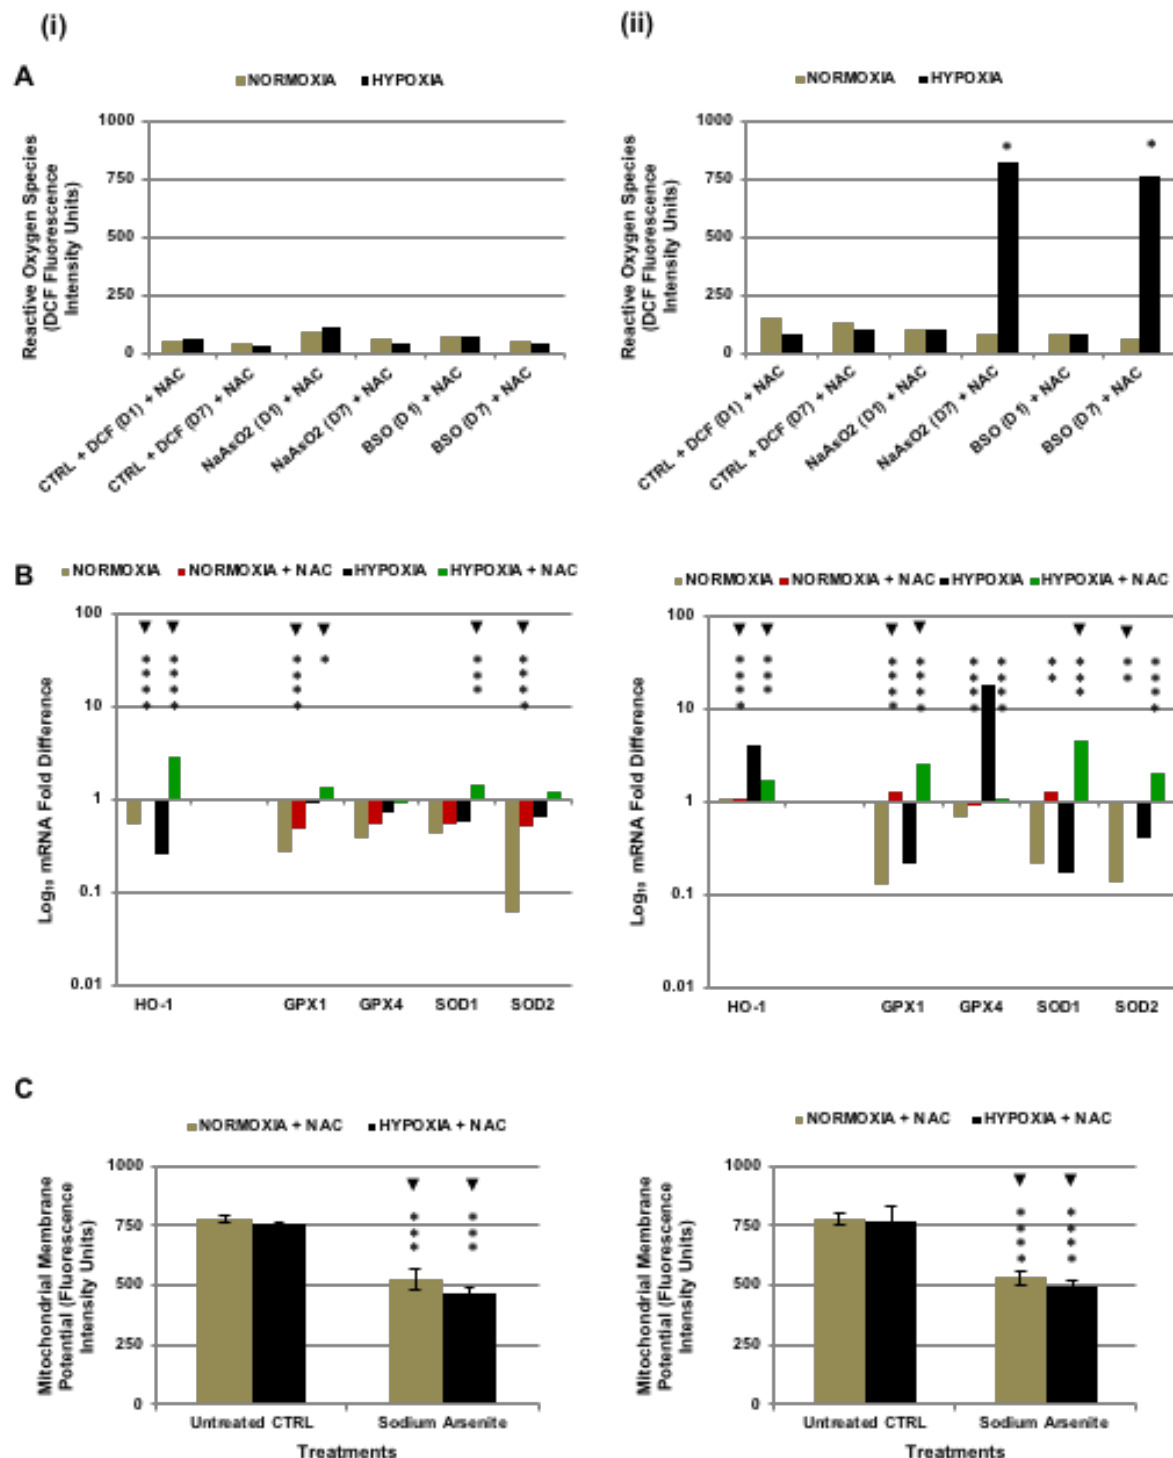 (i)
(ii)
A
NORMOXIA HYPOXIA
Reactive Oxygen Species
(DCF Fluorescence
Intensity Units)
1000
750
500
250
0
CTRL + DCF (D1) + NAC
CTRL + DCF (D7) + NAC
NaAsO2 (D1) + NAC
NaAsO2 (D7) + NAC
BSO (D1) + NAC
BSO (D7) + NAC
NORMOXIA HYPOXIA
Reactive Oxygen Species
(DCF Fluorescence
Intensity Units)
1000
750
500
250
0
*
*
CTRL + DCF (D1) + NAC
CTRL + DCF (D7) + NAC
NaAsO2 (D1) + NAC
NaAsO2 (D7) + NAC
BSO (D1) + NAC
BSO (D7) + NAC
B
NORMOXIA NORMOXIA + NAC HYPOXIA HYPOXIA + NAC
Log₁₀ mRNA Fold Difference
100
10
1
0.1
0.01
HO-1 GPX1 GPX4 SOD1 SOD2
NORMOXIA NORMOXIA + NAC HYPOXIA HYPOXIA + NAC
Log₁₀ mRNA Fold Difference
100
10
1
0.1
0.01
HO-1 GPX1 GPX4 SOD1 SOD2
C
NORMOXIA + NAC HYPOXIA + NAC
Mitochondrial Membrane
Potential (Fluorescence
Intensity Units)
1000
750
500
250
0
Untreated CTRL Sodium Arsenite
Treatments
NORMOXIA + NAC HYPOXIA + NAC
Mitochondrial Membrane
Potential (Fluorescence
Intensity Units)
1000
750
500
250
0
Untreated CTRL Sodium Arsenite
Treatments